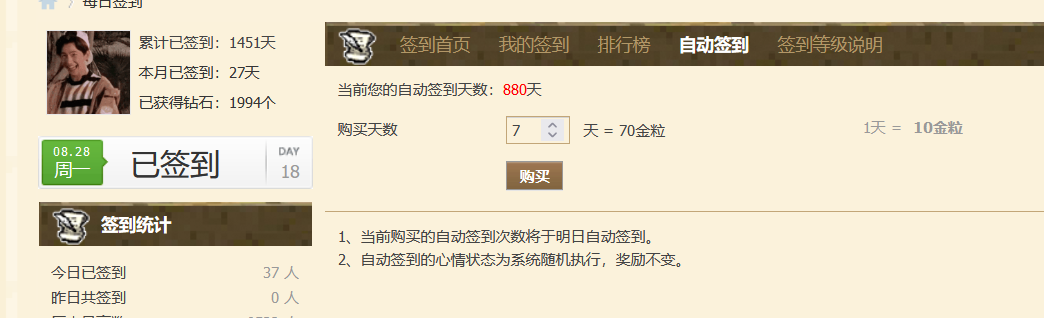 〉每日签到
累计已签到：1451天
本月已签到：27天
已获得钻石：1994个
08.28
周一
已签到
DAY
18
签到统计
今日已签到 37 人
昨日共签到 0 人
签到首页 我的签到 排行榜 自动签到 签到等级说明
当前您的自动签到天数：880天
购买天数 7 天 = 70金粒 1天 = 10金粒
购买
1、当前购买的自动签到次数将于明日自动签到。
2、自动签到的心情状态为系统随机执行，奖励不变。